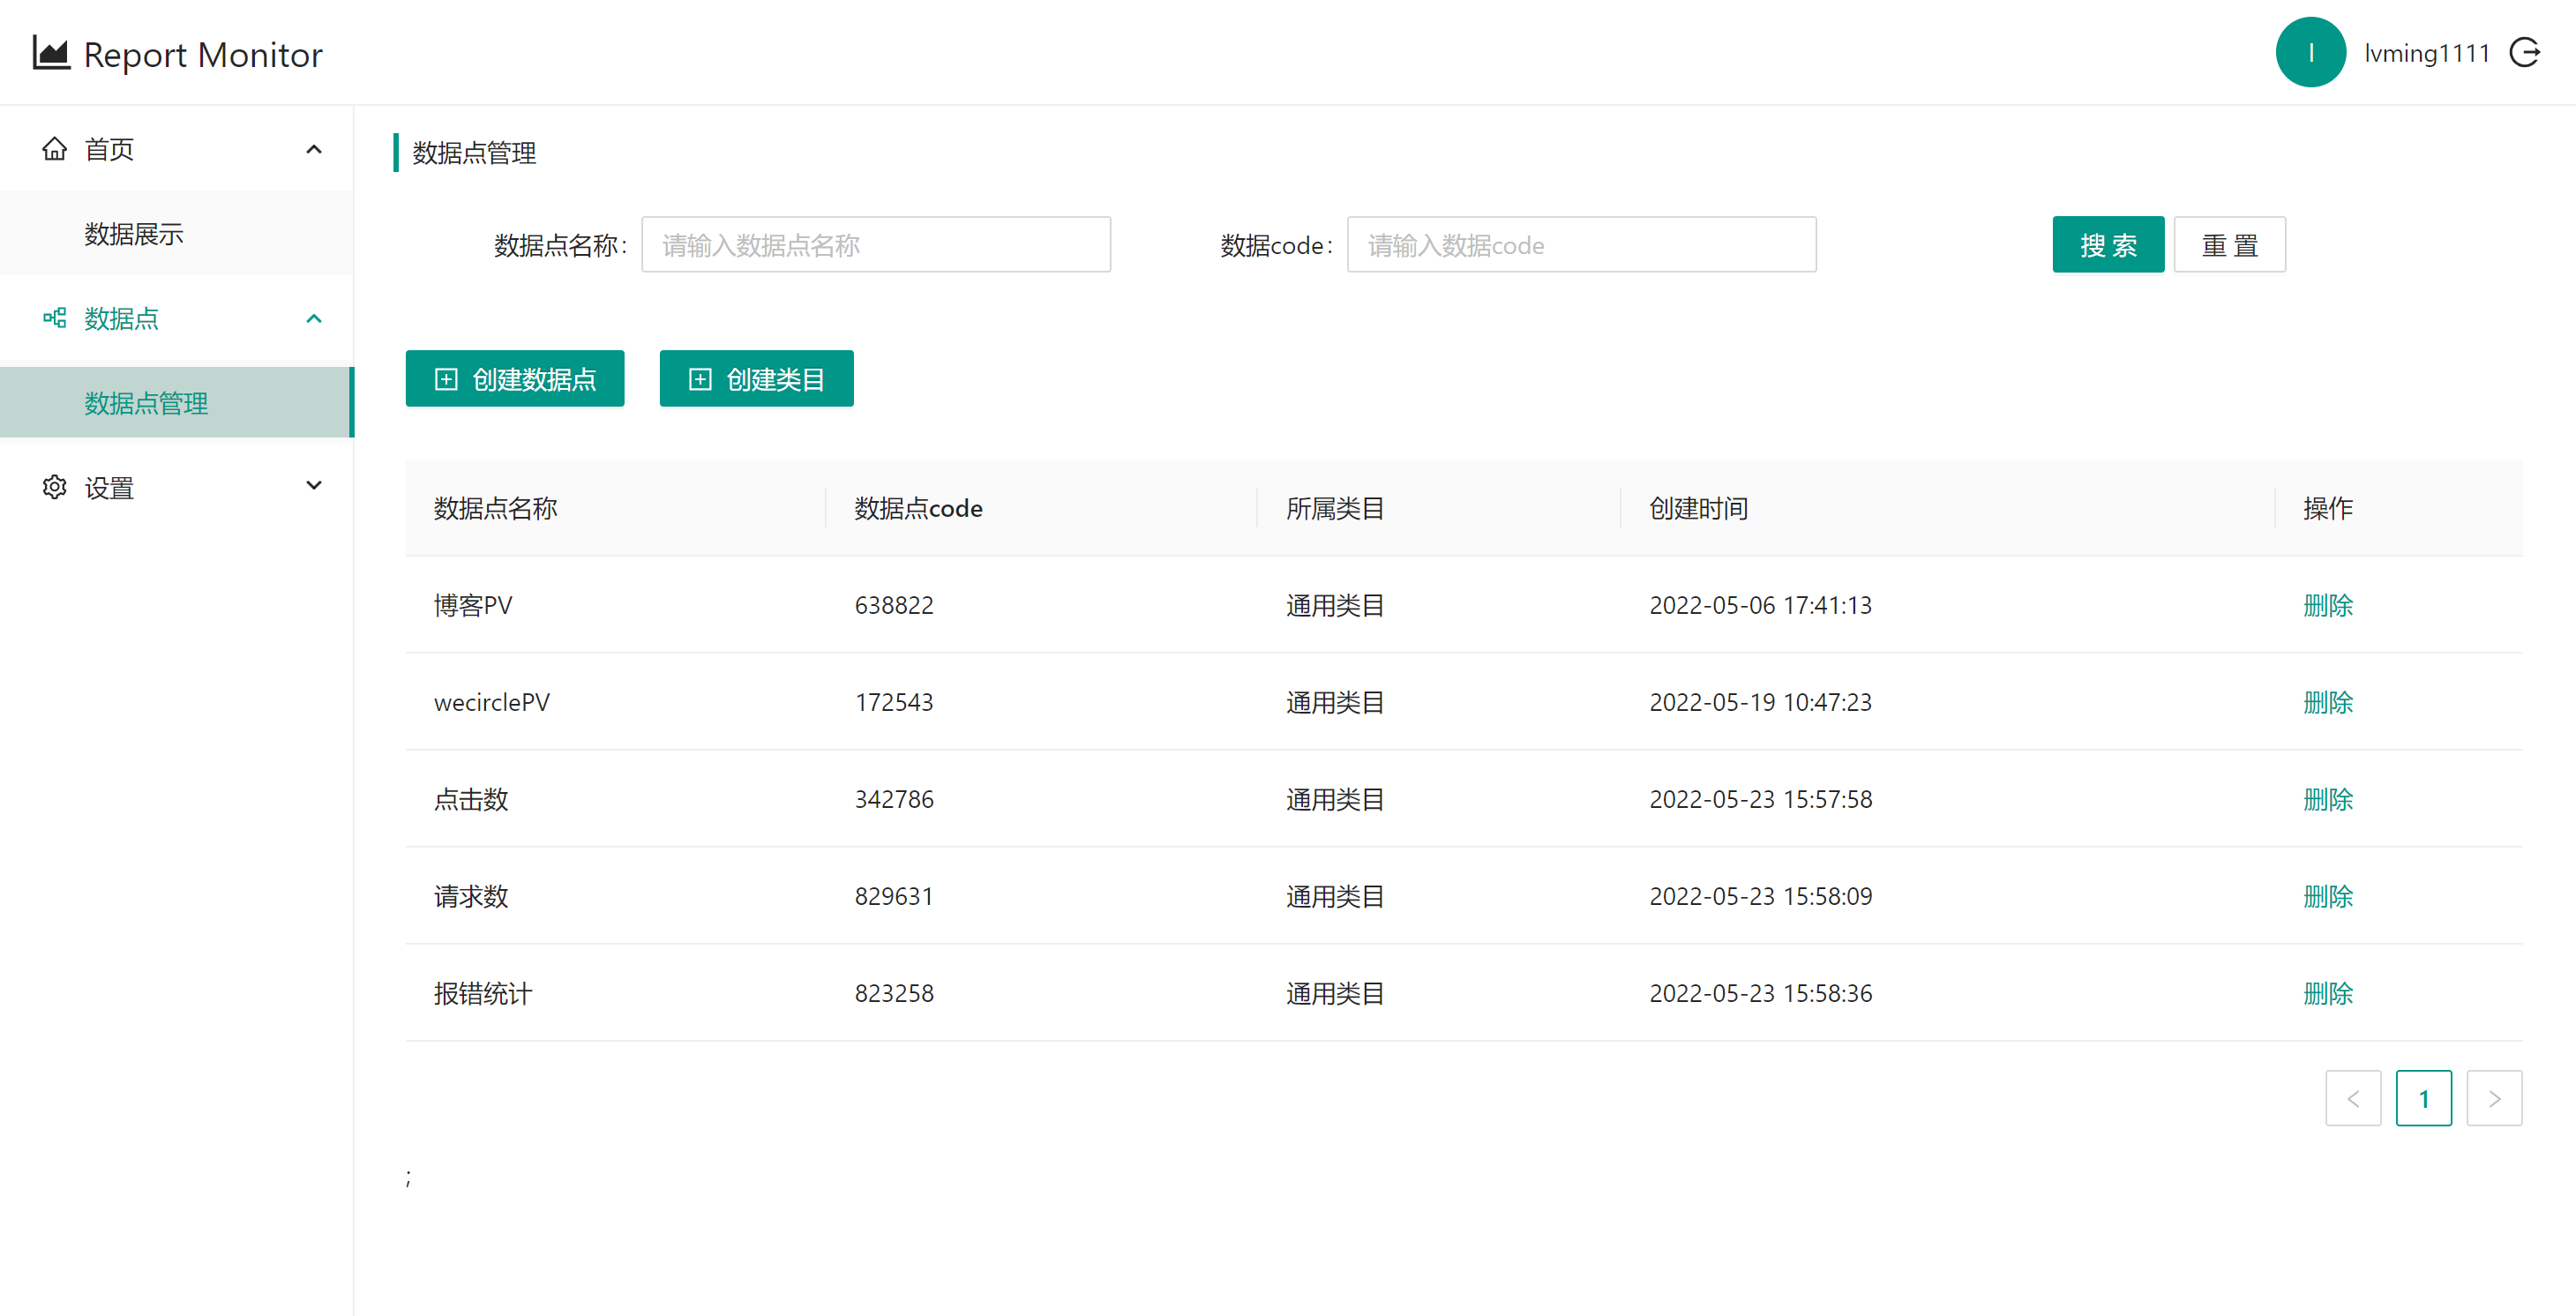 Report Monitor
l lvming1111
首页
数据展示
数据点
数据点管理
设置
数据点管理
数据点名称： 请输入数据点名称 数据code： 请输入数据code 搜 索 重 置
创建数据点 创建类目
数据点名称 数据点code 所属类目 创建时间 操作
博客PV 638822 通用类目 2022-05-06 17:41:13 删除
wecirclePV 172543 通用类目 2022-05-19 10:47:23 删除
点击数 342786 通用类目 2022-05-23 15:57:58 删除
请求数 829631 通用类目 2022-05-23 15:58:09 删除
报错统计 823258 通用类目 2022-05-23 15:58:36 删除
< 1 >
;